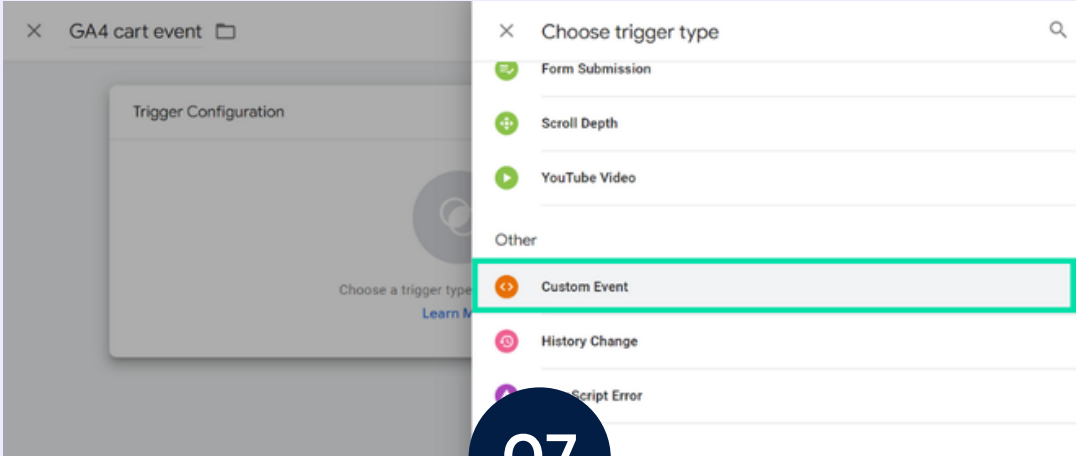 GA4 cart event
Choose trigger type
Form Submission
Trigger Configuration
Scroll Depth
YouTube Video
Other
Choose a trigger type
Learn
Custom Event
History Change
Script Error
07